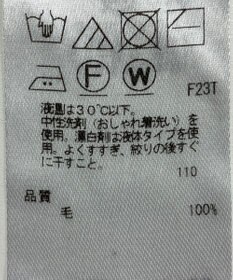 F W
F23T
液温は30℃以下。
中性洗剤（おしゃれ着洗い）を
使用。漂白剤は液体タイプを使
用。よくすすぎ、絞りの後すぐ
に干すこと。
110
品質
毛 100%